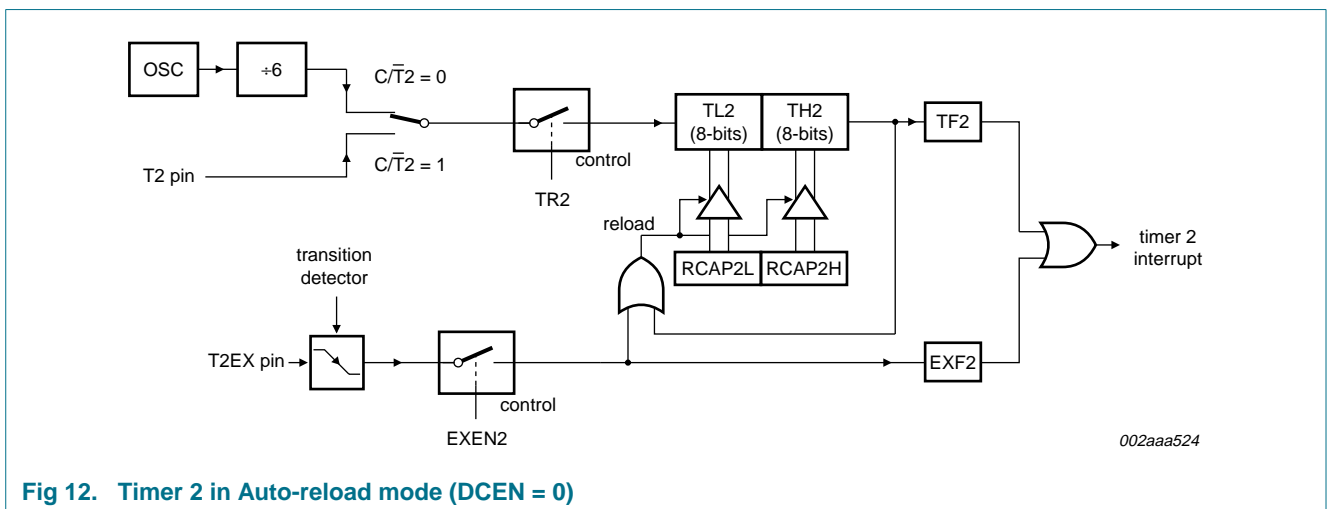 OSC
÷6
C/T̅2 = 0
C/T̅2 = 1
T2 pin
control
TR2
TL2
(8-bits)
TH2
(8-bits)
TF2
reload
RCAP2L
RCAP2H
timer 2
interrupt
transition
detector
T2EX pin
control
EXEN2
EXF2
002aaa524
Fig 12. Timer 2 in Auto-reload mode (DCEN = 0)